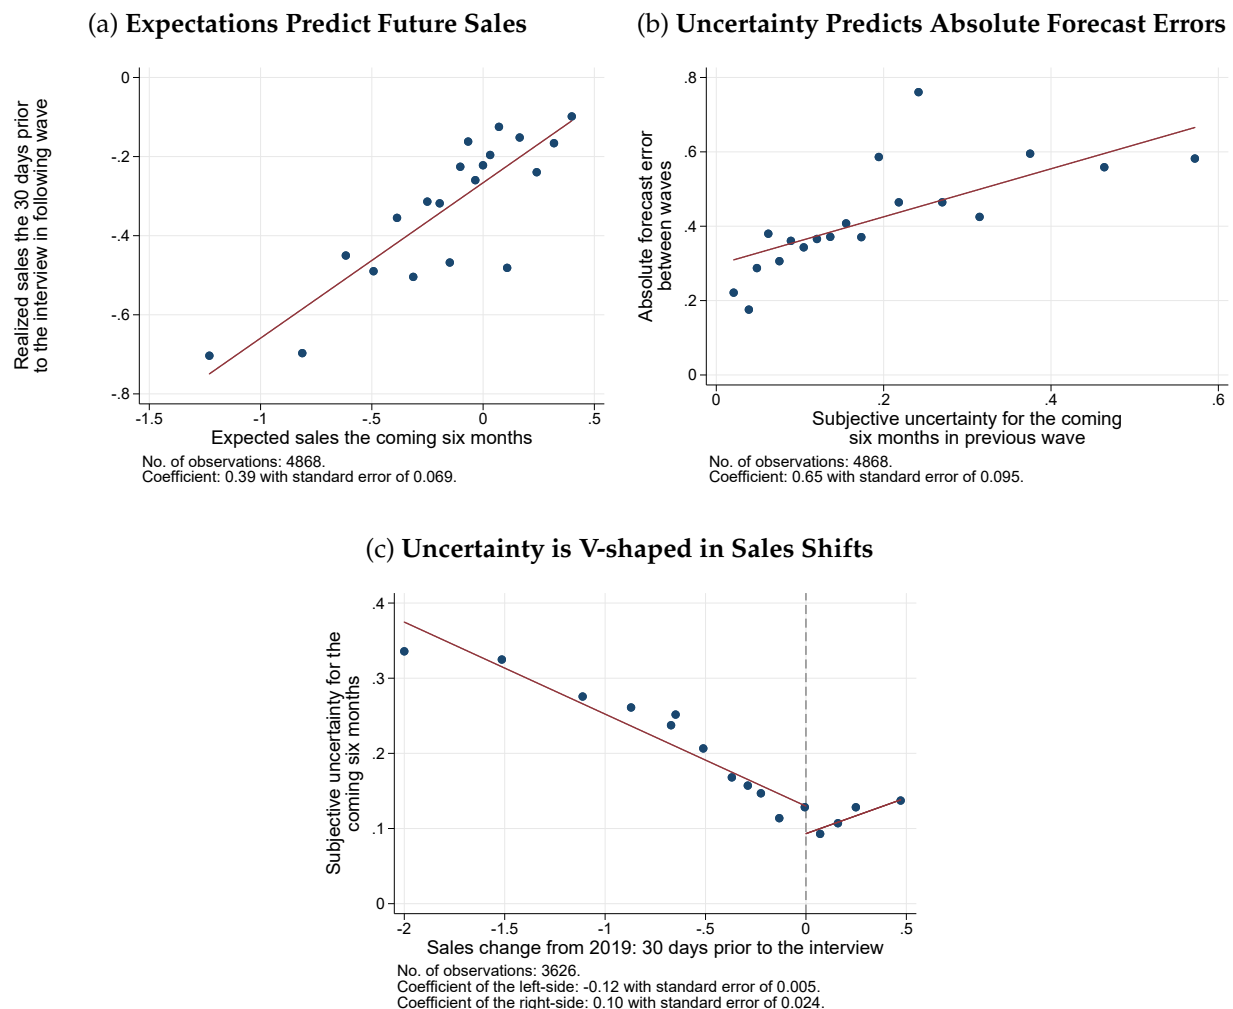 (a) Expectations Predict Future Sales
Realized sales the 30 days prior
to the interview in following wave
0
-.2
-.4
-.6
-.8
-1.5
-1
-.5
0
.5
Expected sales the coming six months
No. of observations: 4868.
Coefficient: 0.39 with standard error of 0.069.
(b) Uncertainty Predicts Absolute Forecast Errors
Absolute forecast error
between waves
.8
.6
.4
.2
0
0
.2
.4
.6
Subjective uncertainty for the coming
six months in previous wave
No. of observations: 4868.
Coefficient: 0.65 with standard error of 0.095.
(c) Uncertainty is V-shaped in Sales Shifts
Subjective uncertainty for the
coming six months
.4
.3
.2
.1
0
-2
-1.5
-1
-.5
0
.5
Sales change from 2019: 30 days prior to the interview
No. of observations: 3626.
Coefficient of the left-side: -0.12 with standard error of 0.005.
Coefficient of the right-side: 0.10 with standard error of 0.024.